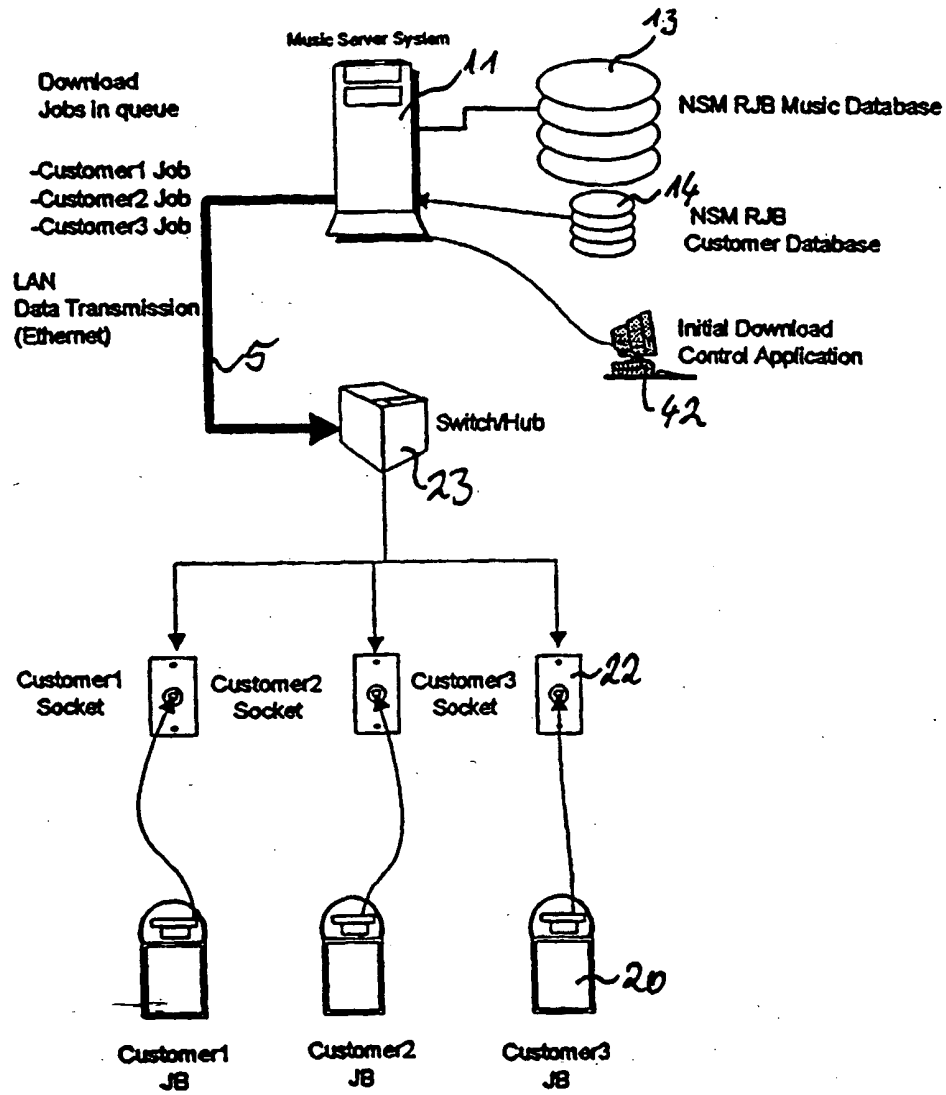 Music Server System
11
13
Download
Jobs in queue
NSM RJB Music Database
-Customer1 Job
-Customer2 Job
-Customer3 Job
14
NSM RJB
Customer Database
LAN
Data Transmission
(Ethernet)
5
Initial Download
Control Application
42
Switch/Hub
23
Customer1
Socket
Customer2
Socket
Customer3
Socket
22
20
Customer1
JB
Customer2
JB
Customer3
JB